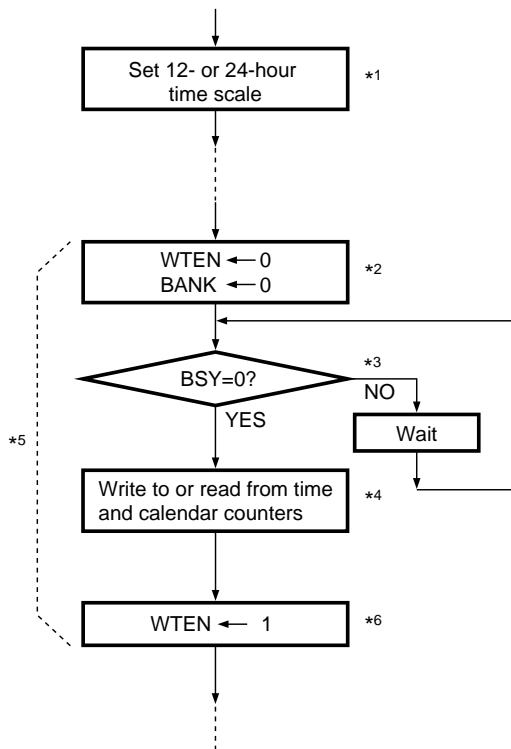 Set 12- or 24-hour
time scale
*1
WTEN ← 0
BANK ← 0
*2
BSY=0?
*3
NO
YES
Wait
*5
Write to or read from time
and calendar counters
*4
WTEN ← 1
*6